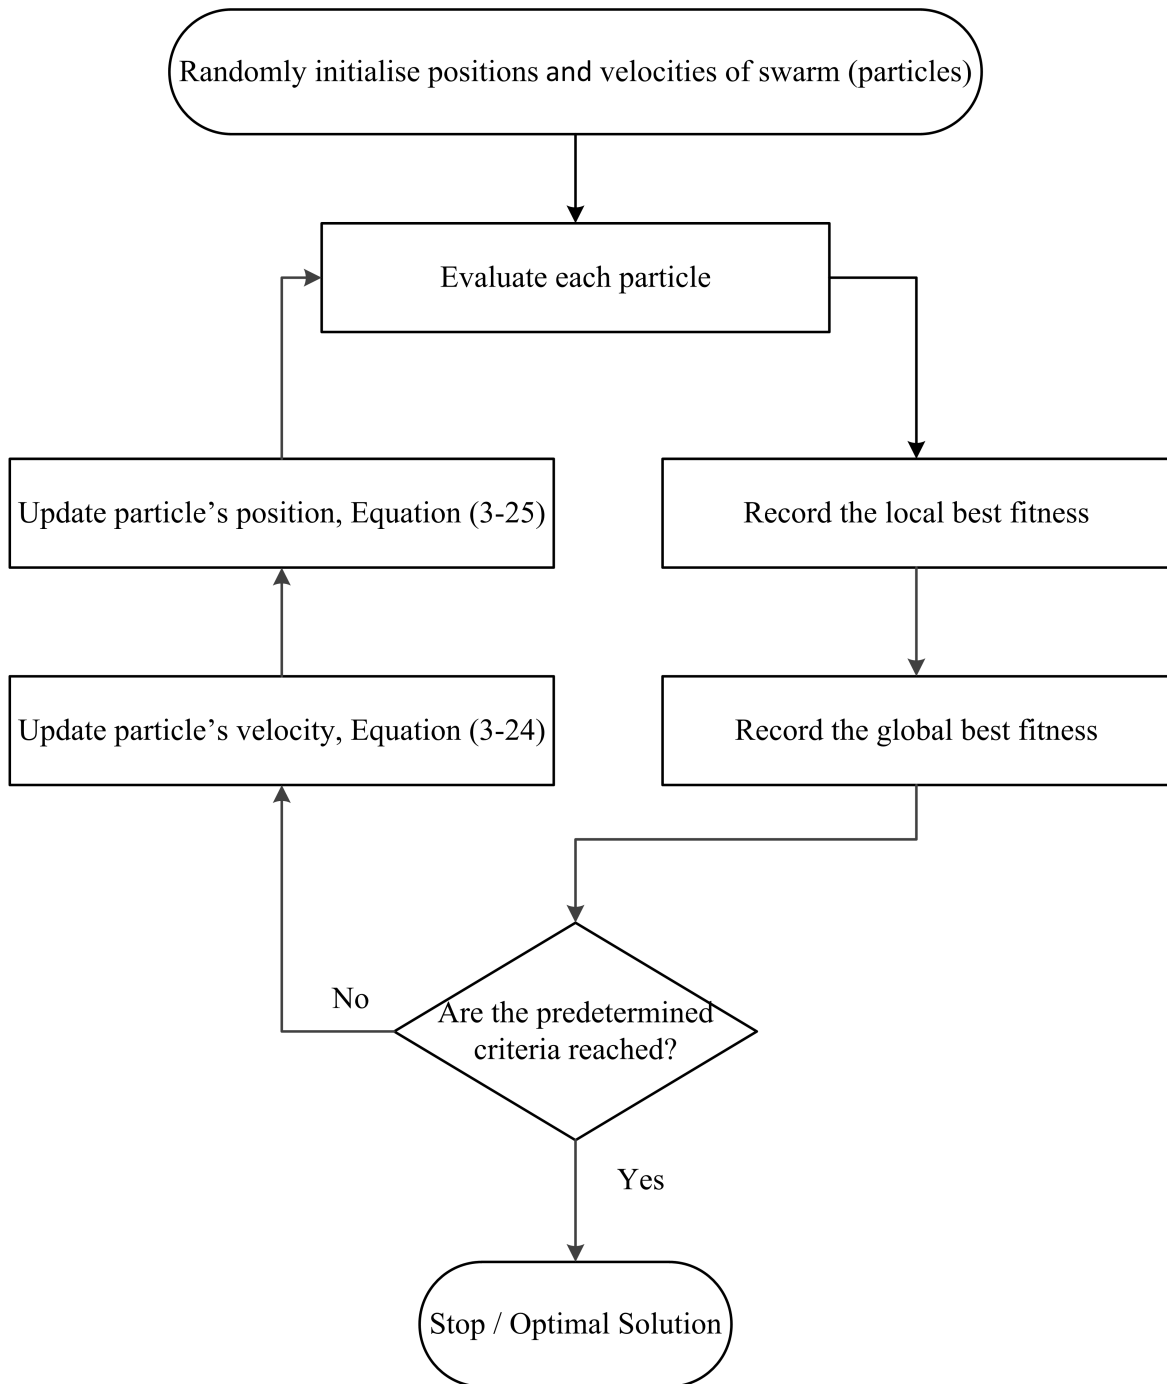 Randomly initialise positions and velocities of swarm (particles)
Evaluate each particle
Update particle’s position, Equation (3-25)
Record the local best fitness
Update particle’s velocity, Equation (3-24)
Record the global best fitness
No
Are the predetermined
criteria reached?
Yes
Stop / Optimal Solution